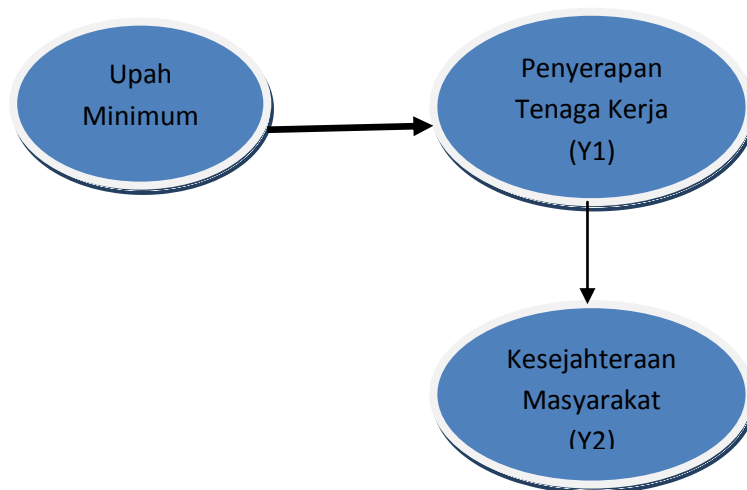 Upah
Minimum
Penyerapan
Tenaga Kerja
(Y1)
Kesejahteraan
Masyarakat
(Y2)